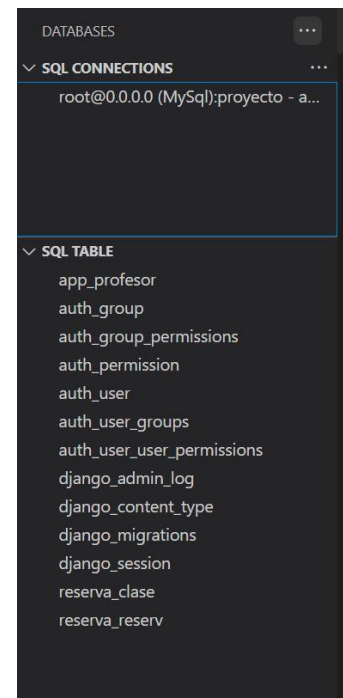 DATABASES
SQL CONNECTIONS
root@0.0.0.0 (MySql):proyecto - a...
SQL TABLE
app_profesor
auth_group
auth_group_permissions
auth_permission
auth_user
auth_user_groups
auth_user_user_permissions
django_admin_log
django_content_type
django_migrations
django_session
reserva_clase
reserva_reserv